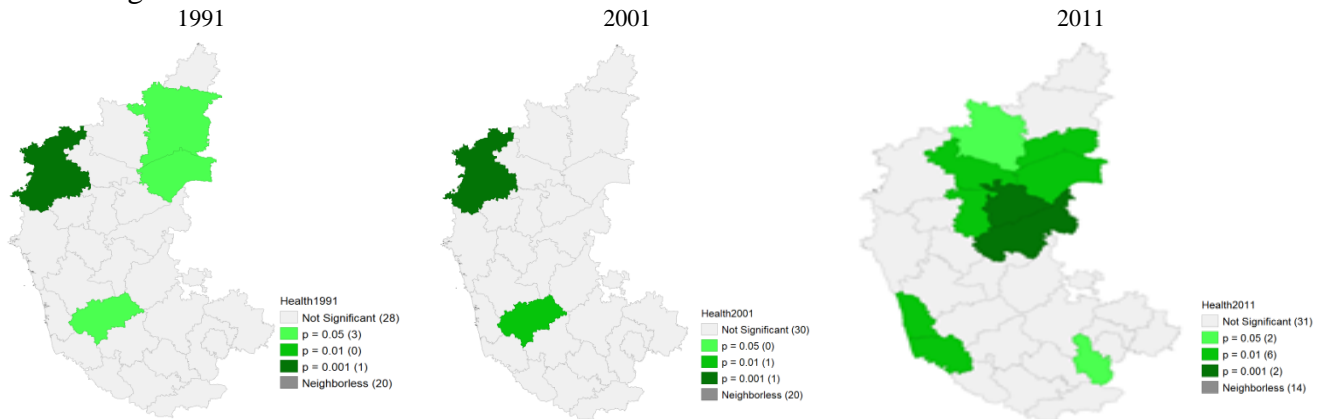 1991
2001
2011
Health1991
Not Significant (28)
p = 0.05 (3)
p = 0.01 (0)
p = 0.001 (1)
Neighborless (20)
Health2001
Not Significant (30)
p = 0.05 (0)
p = 0.01 (1)
p = 0.001 (1)
Neighborless (20)
Health2011
Not Significant (31)
p = 0.05 (2)
p = 0.01 (6)
p = 0.001 (2)
Neighborless (14)